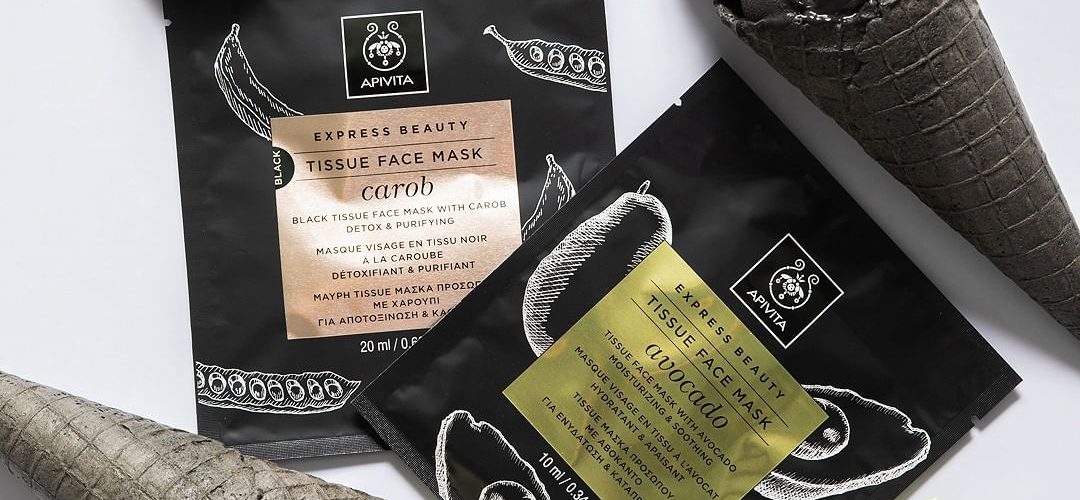 APIVITA
EXPRESS BEAUTY
TISSUE FACE MASK
BLACK
carob
BLACK TISSUE FACE MASK WITH CAROB
DETOX & PURIFYING
MASQUE VISAGE EN TISSU NOIR
À LA CAROUBE
DÉTOXIFIANT & PURIFIANT
ΜΑΥΡΗ TISSUE ΜΑΣΚΑ
ΜΕ ΧΑΡΟΥΠΙ
ΓΙΑ ΑΠΟΤΟΞΙΝΩΣΗ &
20 ml /
APIVITA
EXPRESS BEAUTY
TISSUE FACE MASK
avocado
TISSUE FACE MASK WITH AVOCADO
MOISTURIZING & SOOTHING
MASQUE VISAGE EN TISSU À L'AVOCAT
HYDRATANT & APAISANT
TISSUE ΜΑΣΚΑ ΠΡΟΣΩΠΟΥ
ΜΕ ΑΒΟΚΑΝΤΟ
ΓΙΑ ΕΝΥΔΑΤΩΣΗ &
10 ml /